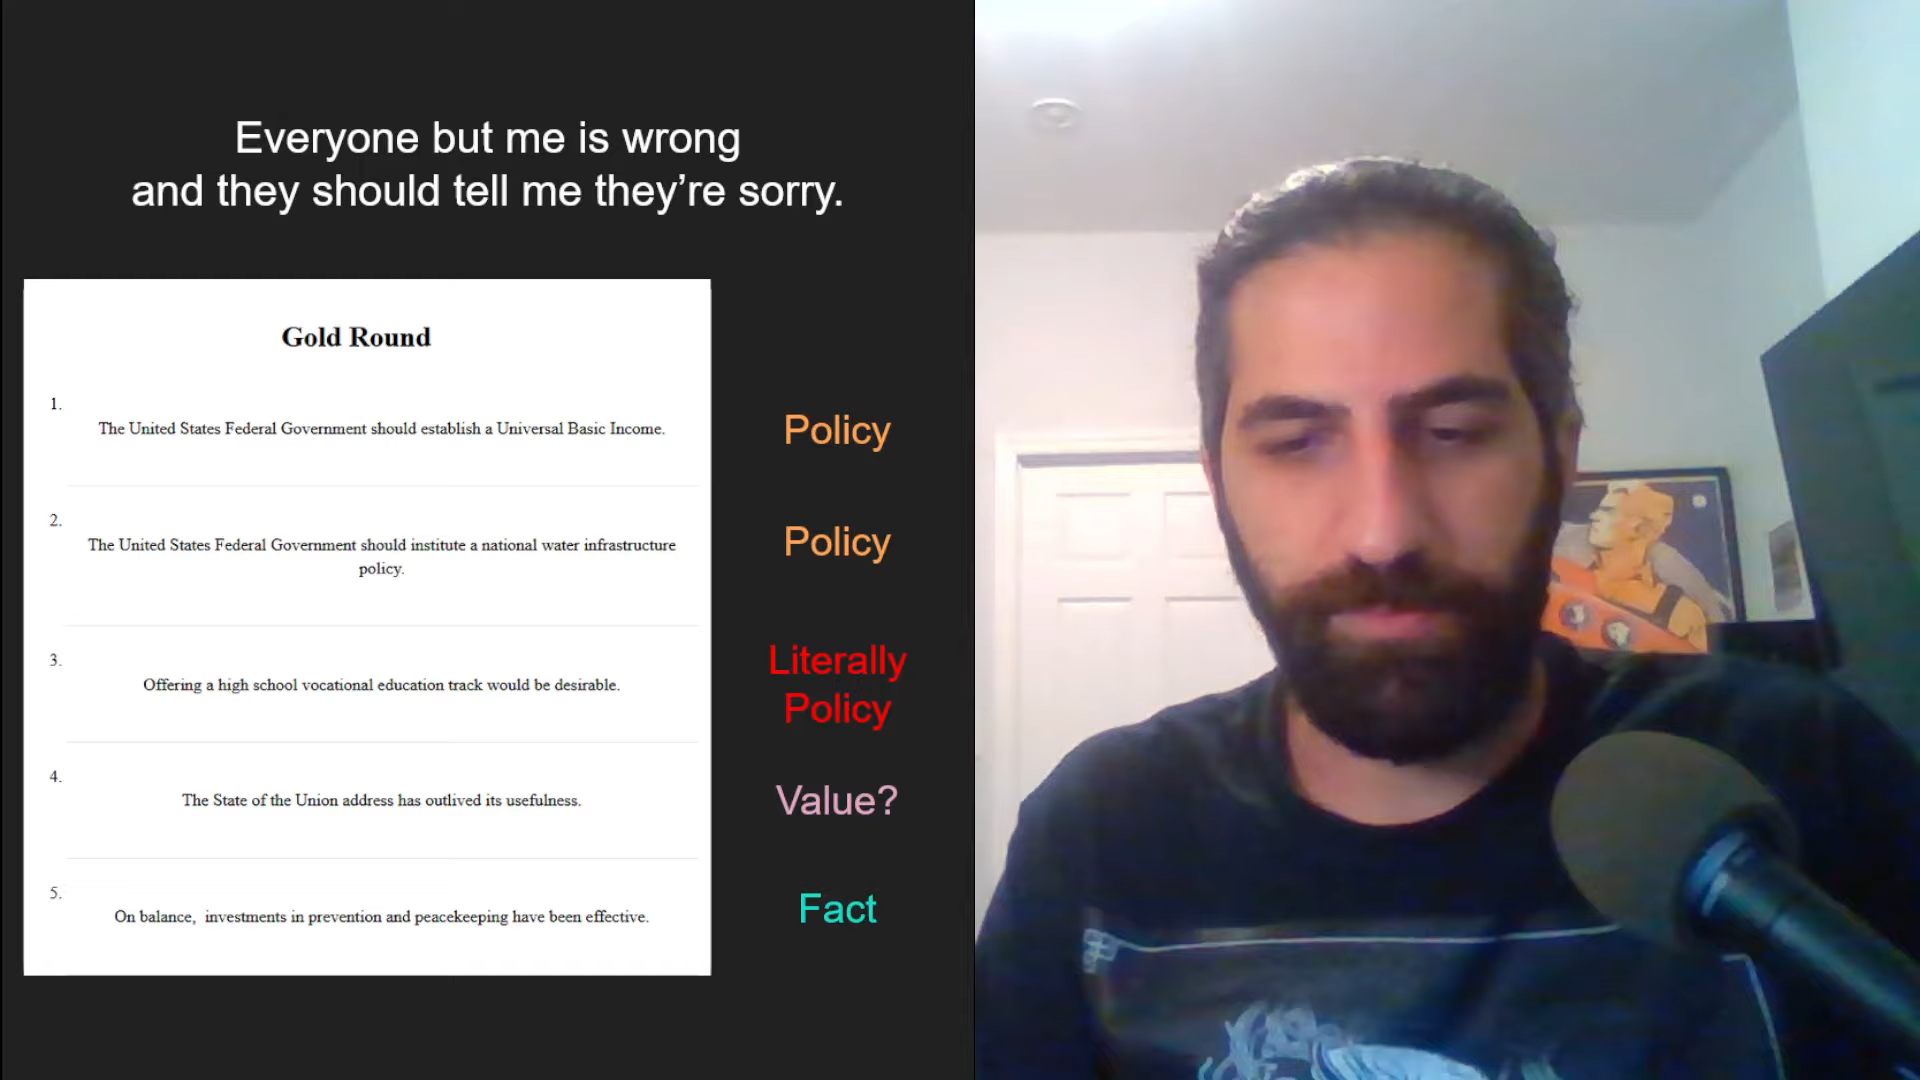 Everyone but me is wrong
and they should tell me they’re sorry.
Gold Round
1.
The United States Federal Government should establish a Universal Basic Income.
Policy
2.
The United States Federal Government should institute a national water infrastructure
policy.
Policy
3.
Offering a high school vocational education track would be desirable.
Literally
Policy
4.
The State of the Union address has outlived its usefulness.
Value?
5.
On balance,  investments in prevention and peacekeeping have been effective.
Fact